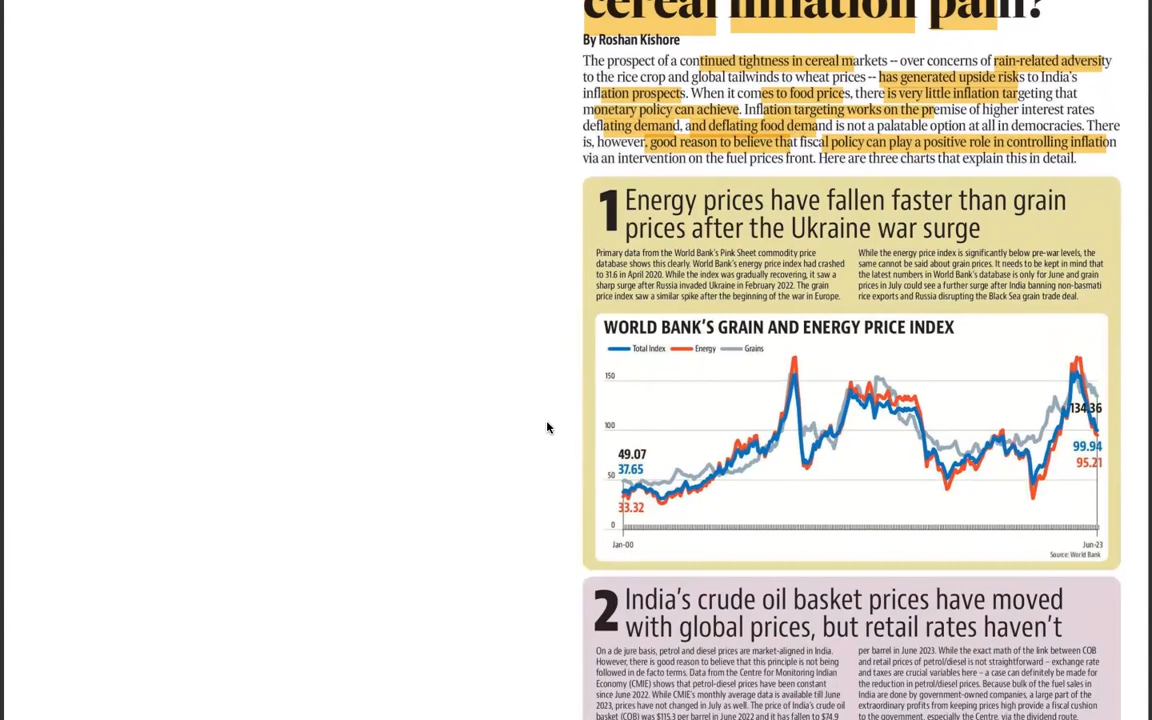 cereal inflation pain?
By Roshan Kishore
The prospect of a continued tightness in cereal markets -- over concerns of rain-related adversity
to the rice crop and global tailwinds to wheat prices -- has generated upside risks to India's
inflation prospects. When it comes to food prices, there is very little inflation targeting that
monetary policy can achieve. Inflation targeting works on the premise of higher interest rates
deflating demand, and deflating food demand is not a palatable option at all in democracies. There
is, however, good reason to believe that fiscal policy can play a positive role in controlling inflation
via an intervention on the fuel prices front. Here are three charts that explain this in detail.
1 Energy prices have fallen faster than grain
prices after the Ukraine war surge
Primary data from the World Bank's Pink Sheet commodity price
database shows this clearly. World Bank's energy price index had crashed
to 31.6 in April 2020. While the index was gradually recovering, it saw a
sharp surge after Russia invaded Ukraine in February 2022. The grain
price index saw a similar spike after the beginning of the war in Europe.
While the energy price index is significantly below pre-war levels, the
same cannot be said about grain prices. It needs to be kept in mind that
the latest numbers in World Bank's database is only for June and grain
prices in July could see a further surge after India banning non-basmati
rice exports and Russia disrupting the Black Sea grain trade deal.
WORLD BANK'S GRAIN AND ENERGY PRICE INDEX
Total Index Energy Grains
150
100
50
0
49.07
37.65
33.32
134.36
99.94
95.21
Jan-00
Jun-23
Source: World Bank
2 India's crude oil basket prices have moved
with global prices, but retail rates haven't
On a de jure basis, petrol and diesel prices are market-aligned in India.
However, there is good reason to believe that this principle is not being
followed in de facto terms. Data from the Centre for Monitoring Indian
Economy (CMIE) shows that petrol-diesel prices have been constant
since June 2022. While CMIE's monthly average data is available till June
2023, prices have not changed in July as well. The price of India's crude oil
basket (COB) was $115.3 per barrel in June 2022 and it has fallen to $74.9
per barrel in June 2023. While the exact math of the link between COB
and retail prices of petrol/diesel is not straightforward – exchange rate
and taxes are crucial variables here – a case can definitely be made for
the reduction in petrol/diesel prices. Because bulk of the fuel sales in
India are done by government-owned companies, a large part of the
extraordinary profits from keeping prices high provide a fiscal cushion
to the government, especially the Centre, via the dividend route.